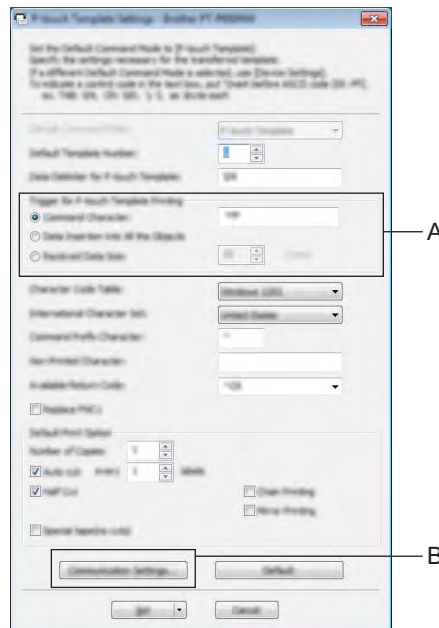 P-touch Template Settings - Brother
Set the Default Command Mode to [P-touch Template].
Specify the settings necessary for the transferred template.
If a different Default Command Mode is selected, use [Device Settings].
Default Template Number:
Data Delimiter for P-touch Template:
Trigger for P-touch Template Printing
Command Character:
A
Data Insertion into All the Objects
Received Data Size:
Character Code Table:
Windows 1252
International Character Set:
United States
Command Prefix Character:
Non-Printed Character:
Available Return Code:
^CR
Replace FNC1
Default Print Option
Number of Copies:
Auto cut every 1 labels
Half Cut
Chain Printing
Mirror Printing
Special tape(no cuts)
B
Communication Settings...
Default
Set
Cancel